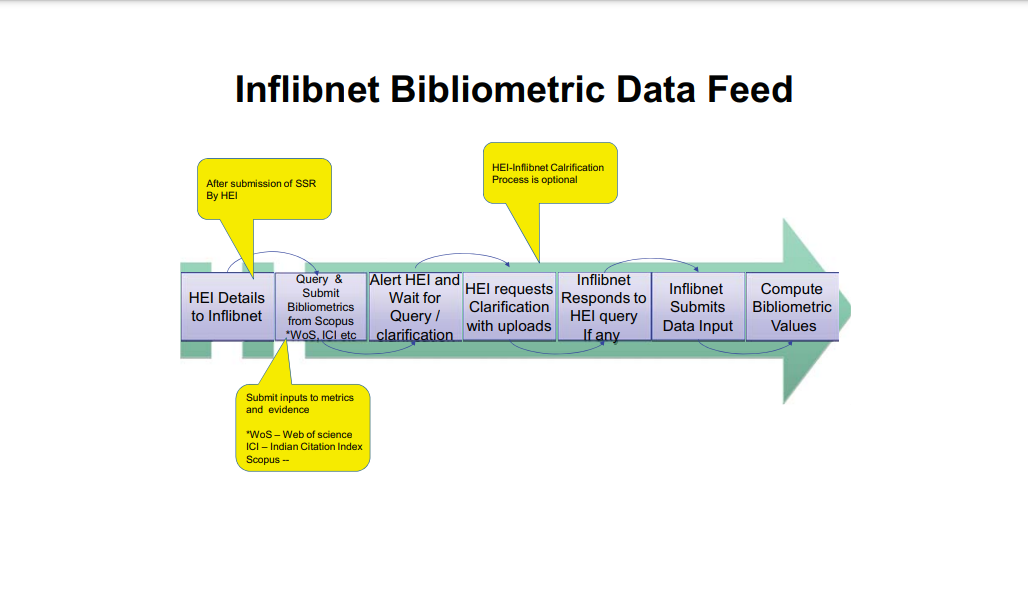 Inflibnet Bibliometric Data Feed
After submission of SSR
By HEI
HEI-Inflibnet Calrification
Process is optional
HEI Details
to Inflibnet
Query &
Submit
Bibliometrics
from Scopus
*WoS, ICI etc
Alert HEI and
Wait for
Query /
clarification
HEI requests
Clarification
with uploads
Inflibnet
Responds to
HEI query
If any
Inflibnet
Submits
Data Input
Compute
Bibliometric
Values
Submit inputs to metrics
and evidence
*WoS – Web of science
ICI – Indian Citation Index
Scopus --